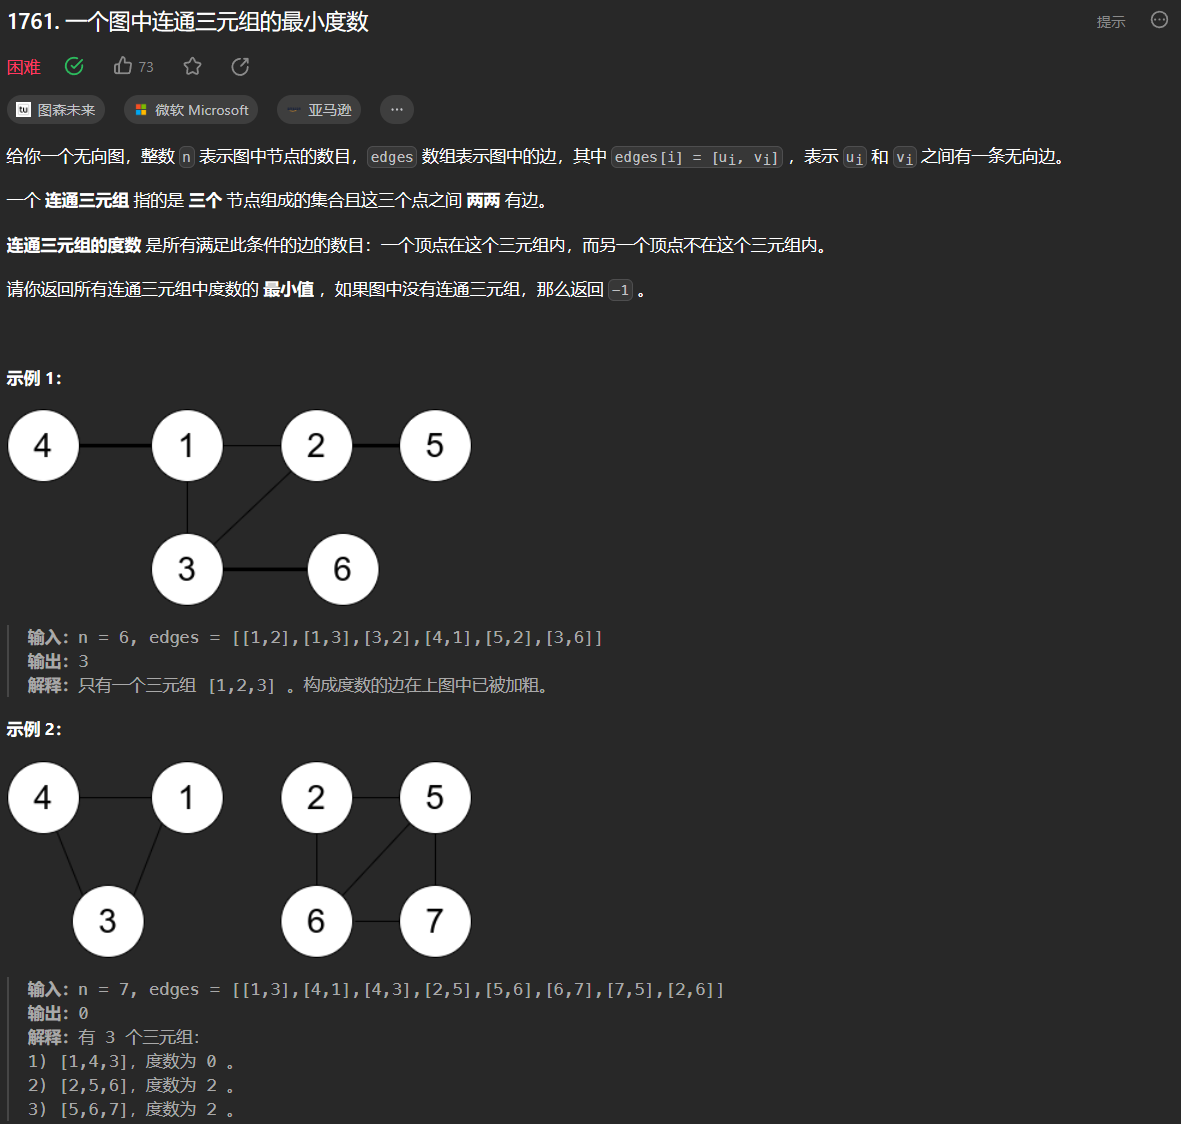 1761. 一个图中连通三元组的最小度数
提示
困难
73
tu 图森未来
微软 Microsoft
亚马逊
给你一个无向图，整数 n 表示图中节点的数目，edges 数组表示图中的边，其中 edges[i] = [ui, vi] ，表示 ui 和 vi 之间有一条无向边。
一个 连通三元组 指的是 三个 节点组成的集合且这三个点之间 两两 有边。
连通三元组的度数 是所有满足此条件的边的数目：一个顶点在这个三元组内，而另一个顶点不在这个三元组内。
请你返回所有连通三元组中度数的 最小值 ，如果图中没有连通三元组，那么返回 -1 。
示例 1：
4 1 2 5
3 6
输入：n = 6, edges = [[1,2],[1,3],[3,2],[4,1],[5,2],[3,6]]
输出：3
解释：只有一个三元组 [1,2,3] 。构成度数的边在上图中已被加粗。
示例 2：
4 1 2 5
3 6 7
输入：n = 7, edges = [[1,3],[4,1],[4,3],[2,5],[5,6],[6,7],[7,5],[2,6]]
输出：0
解释：有 3 个三元组：
1) [1,4,3]，度数为 0 。
2) [2,5,6]，度数为 2 。
3) [5,6,7]，度数为 2 。